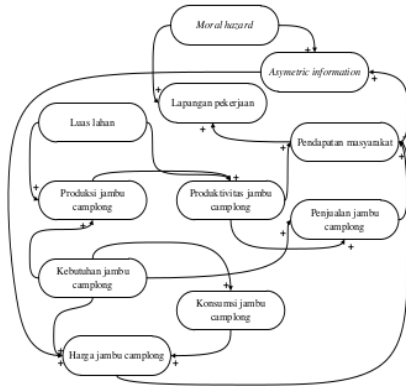 Moral hazard
Asymetric information
Lapangan pekerjaan
Luas lahan
Pendapatan masyarakat
Produksi jambu
camplong
Produktivitas jambu
camplong
Penjualan jambu
camplong
Kebutuhan jambu
camplong
Konsumsi jambu
camplong
Harga jambu camplong